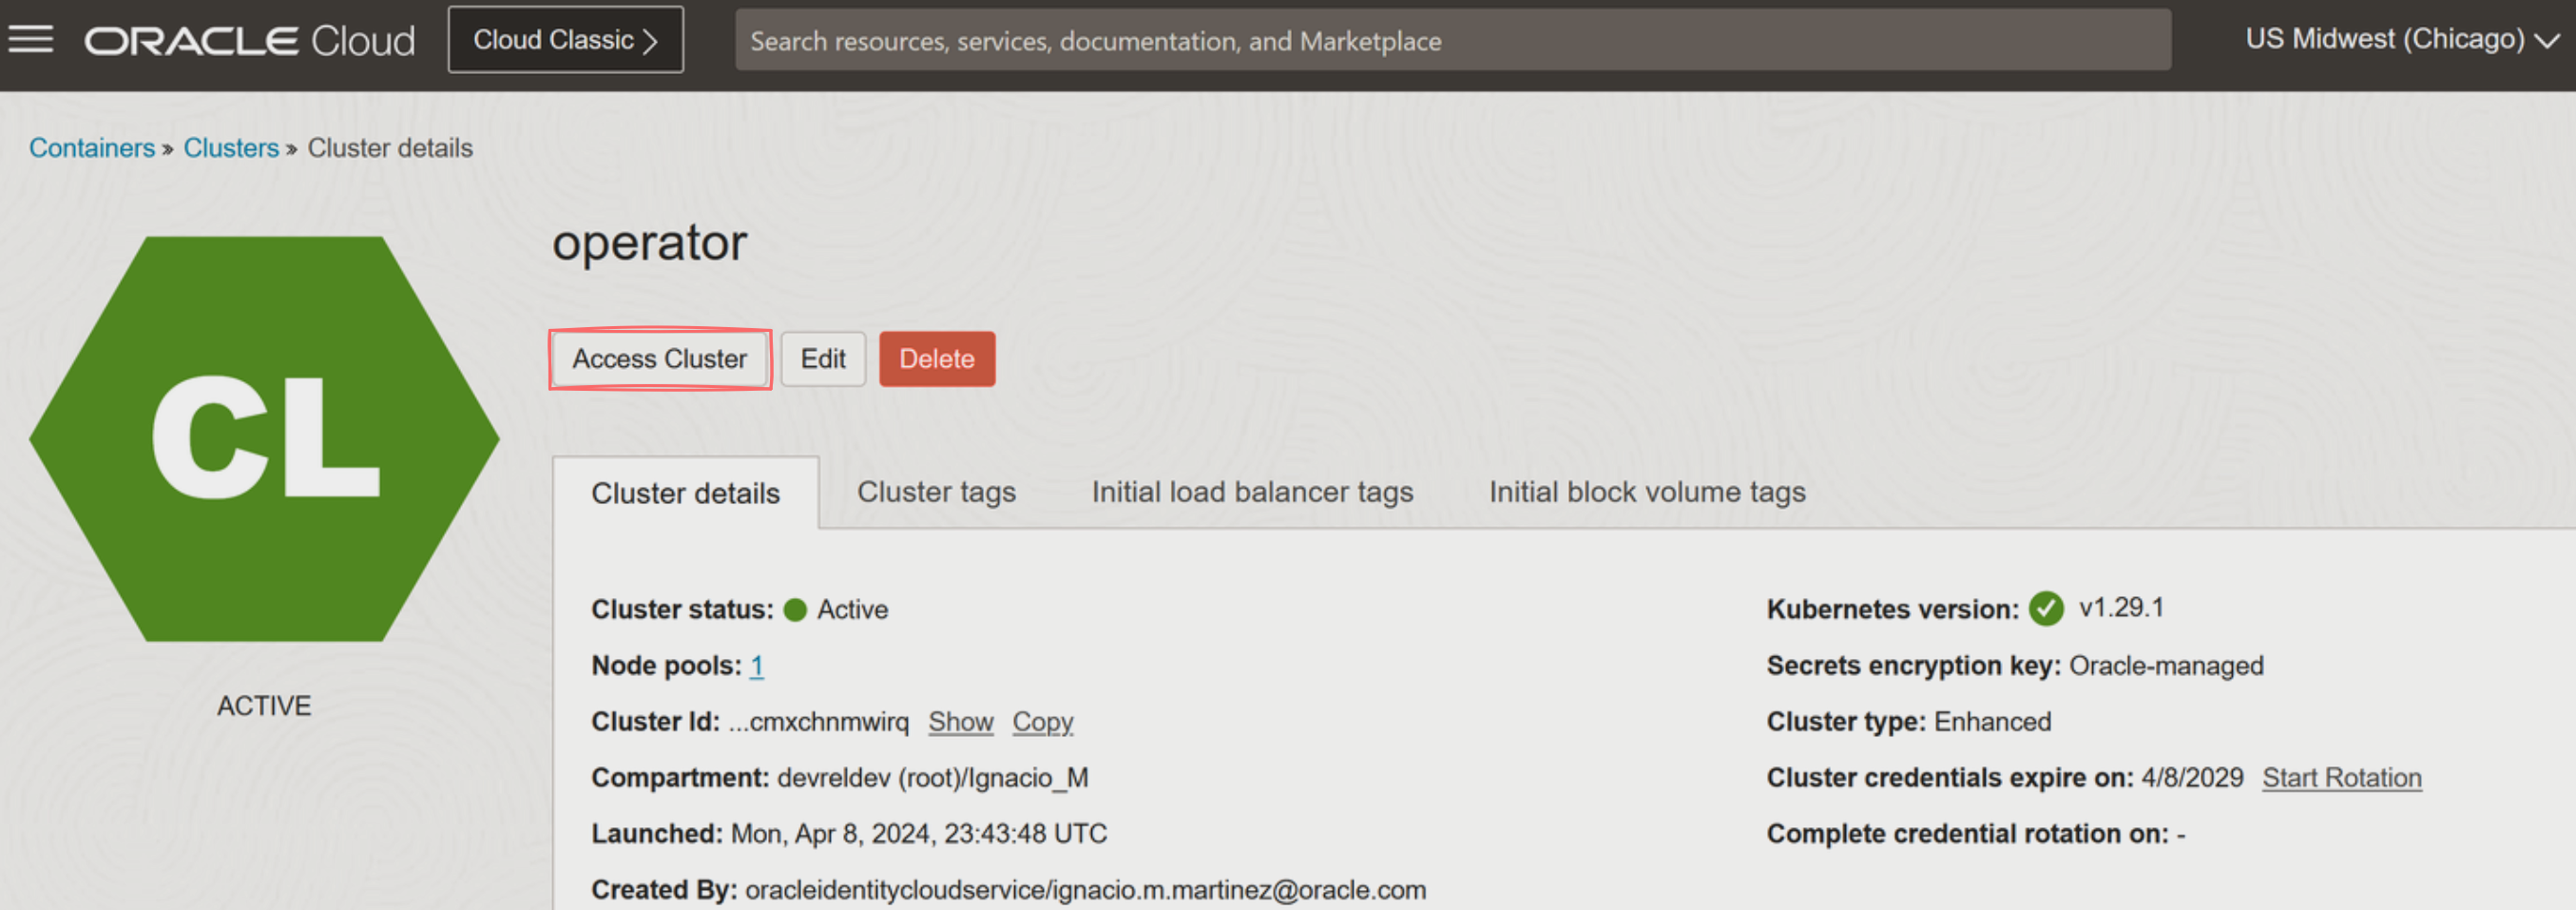 ORACLE Cloud
Cloud Classic
Search resources, services, documentation, and Marketplace
US Midwest (Chicago)
Containers » Clusters » Cluster details
CL
ACTIVE
operator
Access Cluster
Edit
Delete
Cluster details
Cluster tags
Initial load balancer tags
Initial block volume tags
Cluster status: Active
Node pools: 1
Cluster Id: ...cmxchnmwirq Show Copy
Compartment: devreldev (root)/Ignacio_M
Launched: Mon, Apr 8, 2024, 23:43:48 UTC
Created By: oracleidentitycloudservice/ignacio.m.martinez@oracle.com
Kubernetes version: v1.29.1
Secrets encryption key: Oracle-managed
Cluster type: Enhanced
Cluster credentials expire on: 4/8/2029 Start Rotation
Complete credential rotation on: -